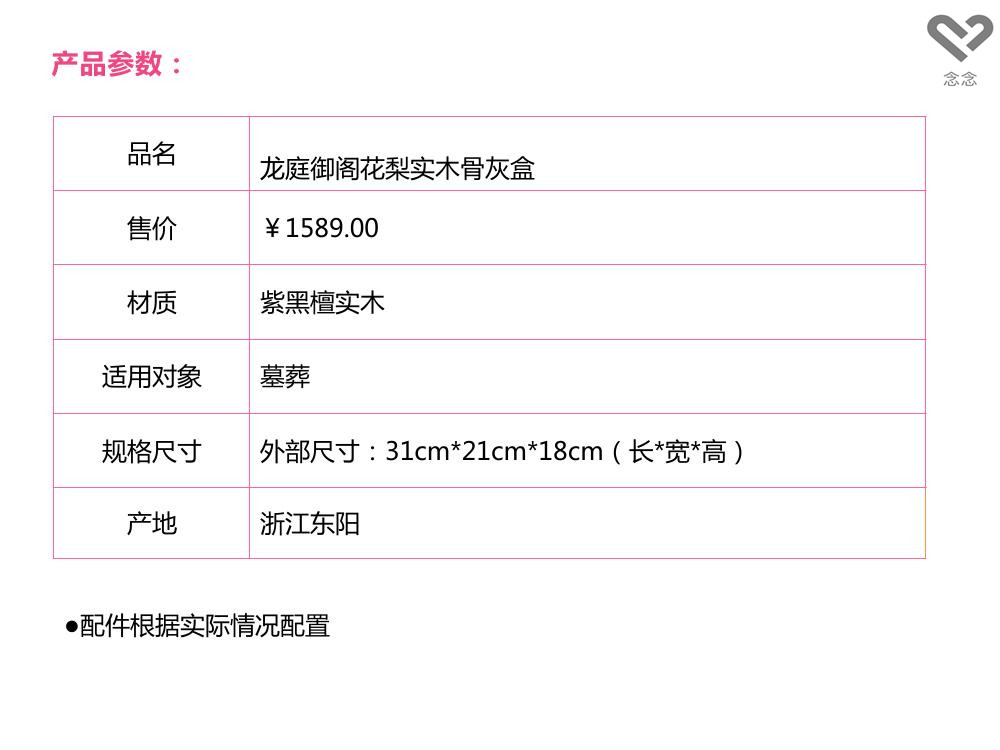 产品参数：
念念
品名
龙庭御阁花梨实木骨灰盒
售价
￥1589.00
材质
紫黑檀实木
适用对象
墓葬
规格尺寸
外部尺寸：31cm*21cm*18cm（长*宽*高）
产地
浙江东阳
●配件根据实际情况配置